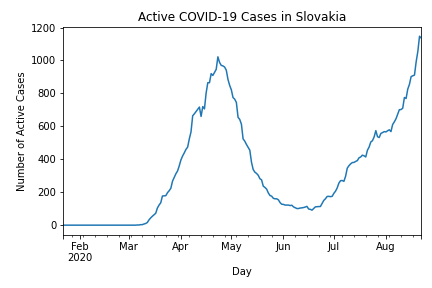 Active COVID-19 Cases in Slovakia
1200
1000
800
600
400
200
0
Number of Active Cases
Feb Mar Apr May Jun Jul Aug
2020
Day